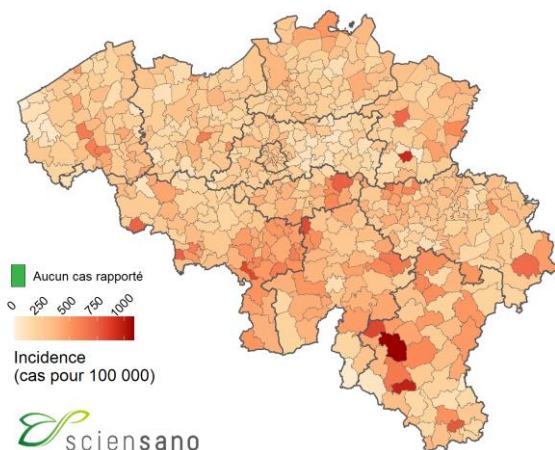 Aucun cas rapporté
0 250 500 750 1000
Incidence
(cas pour 100 000)
sciensano